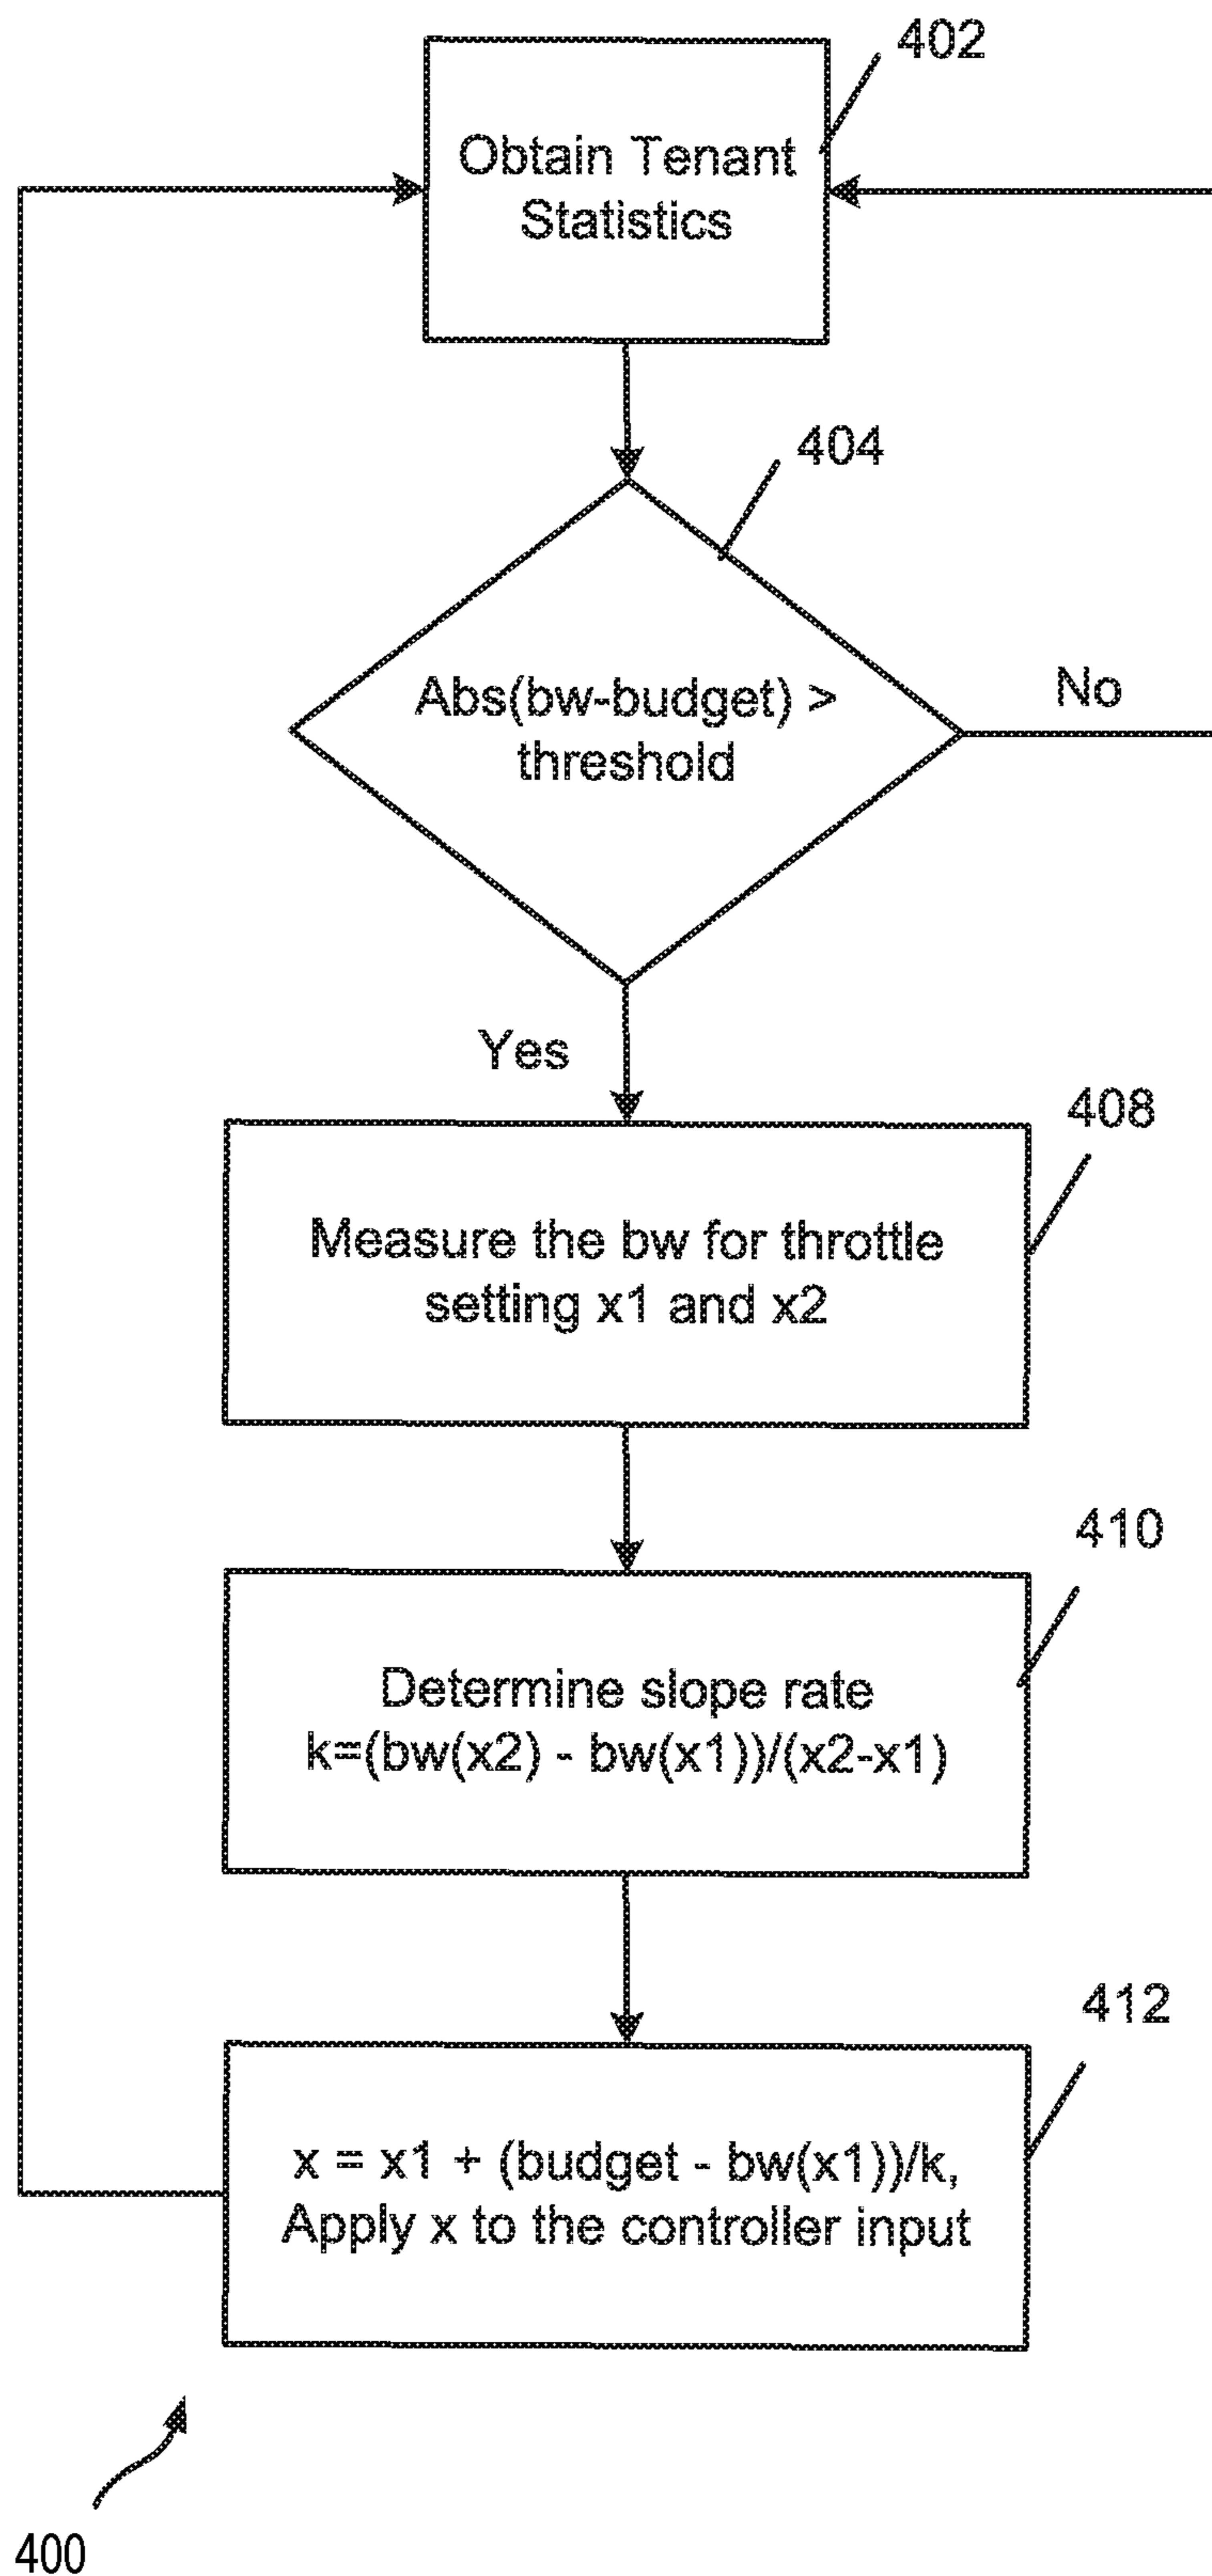 402
Obtain Tenant
Statistics
404
Abs(bw-budget) >
threshold
No
Yes
408
Measure the bw for throttle
setting x1 and x2
410
Determine slope rate
k=(bw(x2) - bw(x1))/(x2-x1)
412
x = x1 + (budget - bw(x1))/k,
Apply x to the controller input
400